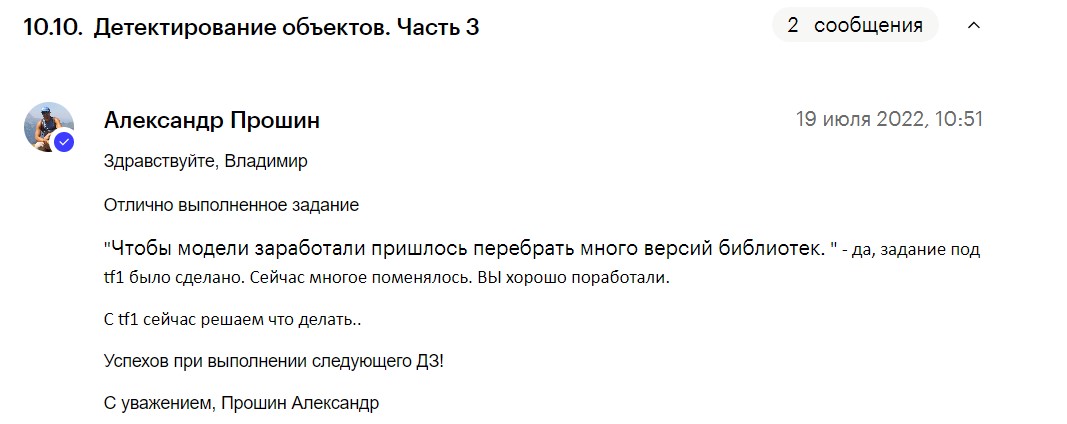 10.10. Детектирование объектов. Часть 3
2 сообщения
Александр Прошин
19 июля 2022, 10:51
Здравствуйте, Владимир
Отлично выполненное задание
"Чтобы модели заработали пришлось перебрать много версий библиотек. " - да, задание под
tf1 было сделано. Сейчас многое поменялось. ВЫ хорошо поработали.
С tf1 сейчас решаем что делать..
Успехов при выполнении следующего ДЗ!
С уважением, Прошин Александр